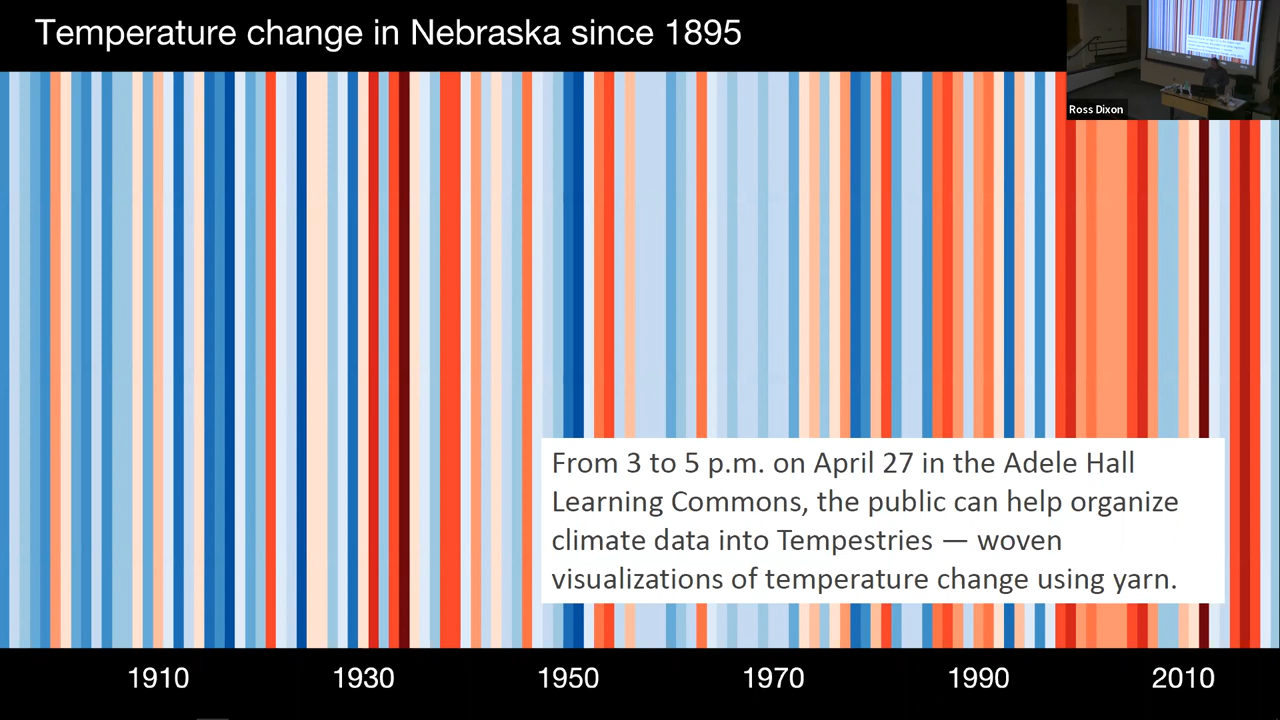 Temperature change in Nebraska since 1895
Ross Dixon
From 3 to 5 p.m. on April 27 in the Adele Hall
Learning Commons, the public can help organize
climate data into Tempestries — woven
visualizations of temperature change using yarn.
1910 1930 1950 1970 1990 2010